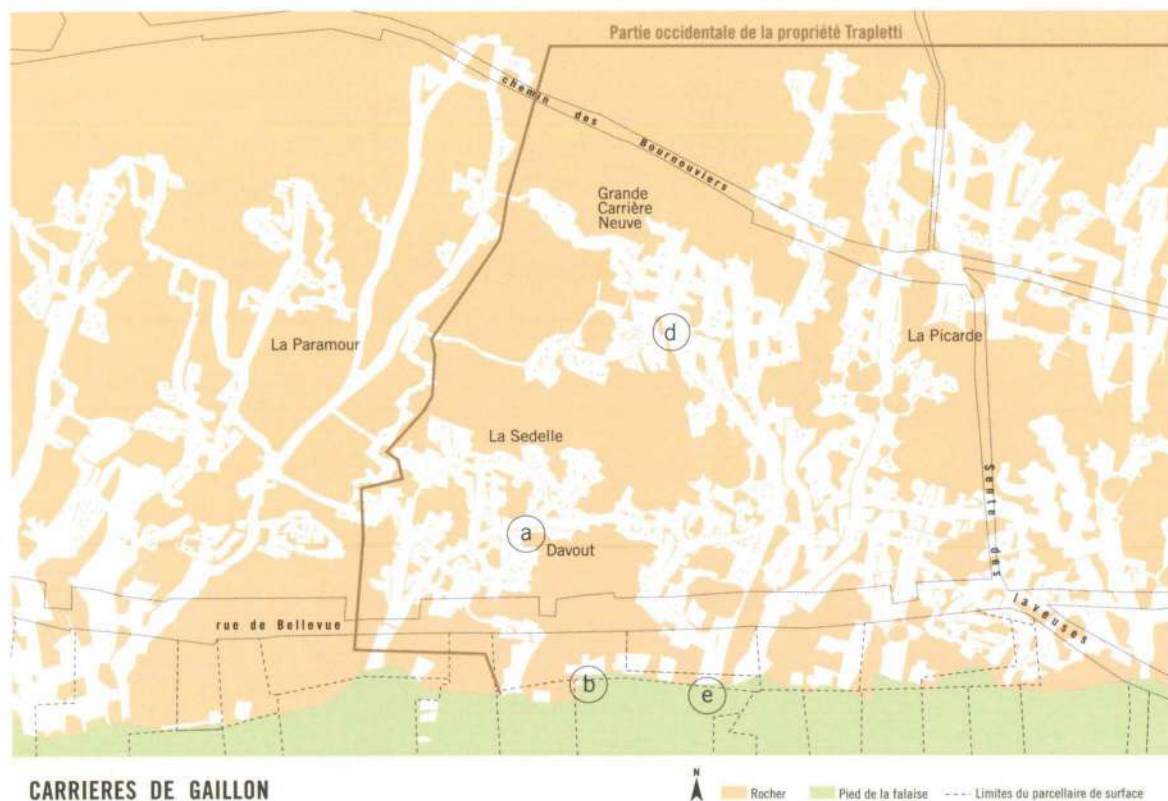 Partie occidentale de la propriété Trapletti
chemin des Bournouviers
Grande
Carrière
Neuve
d
La Paramour
La Picarde
La Sedelle
a
Davout
Sente des laveuses
rue de Bellevue
b
e
CARRIERES DE GAILLON
N
Rocher
Pied de la falaise
Limites du parcellaire de surface